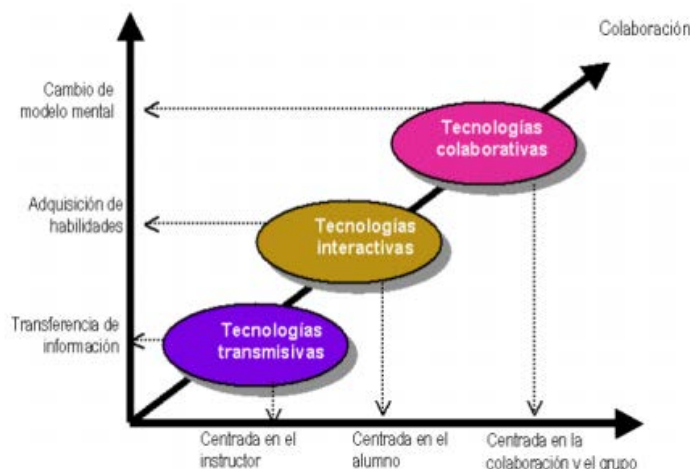 Colaboración
Cambio de
modelo mental
Tecnologías
colaborativas
Adquisición de
habilidades
Tecnologías
interactivas
Transferencia de
información
Tecnologías
transmisivas
Centrada en el
instructor
Centrada en el
alumno
Centrada en la
colaboración y el grupo